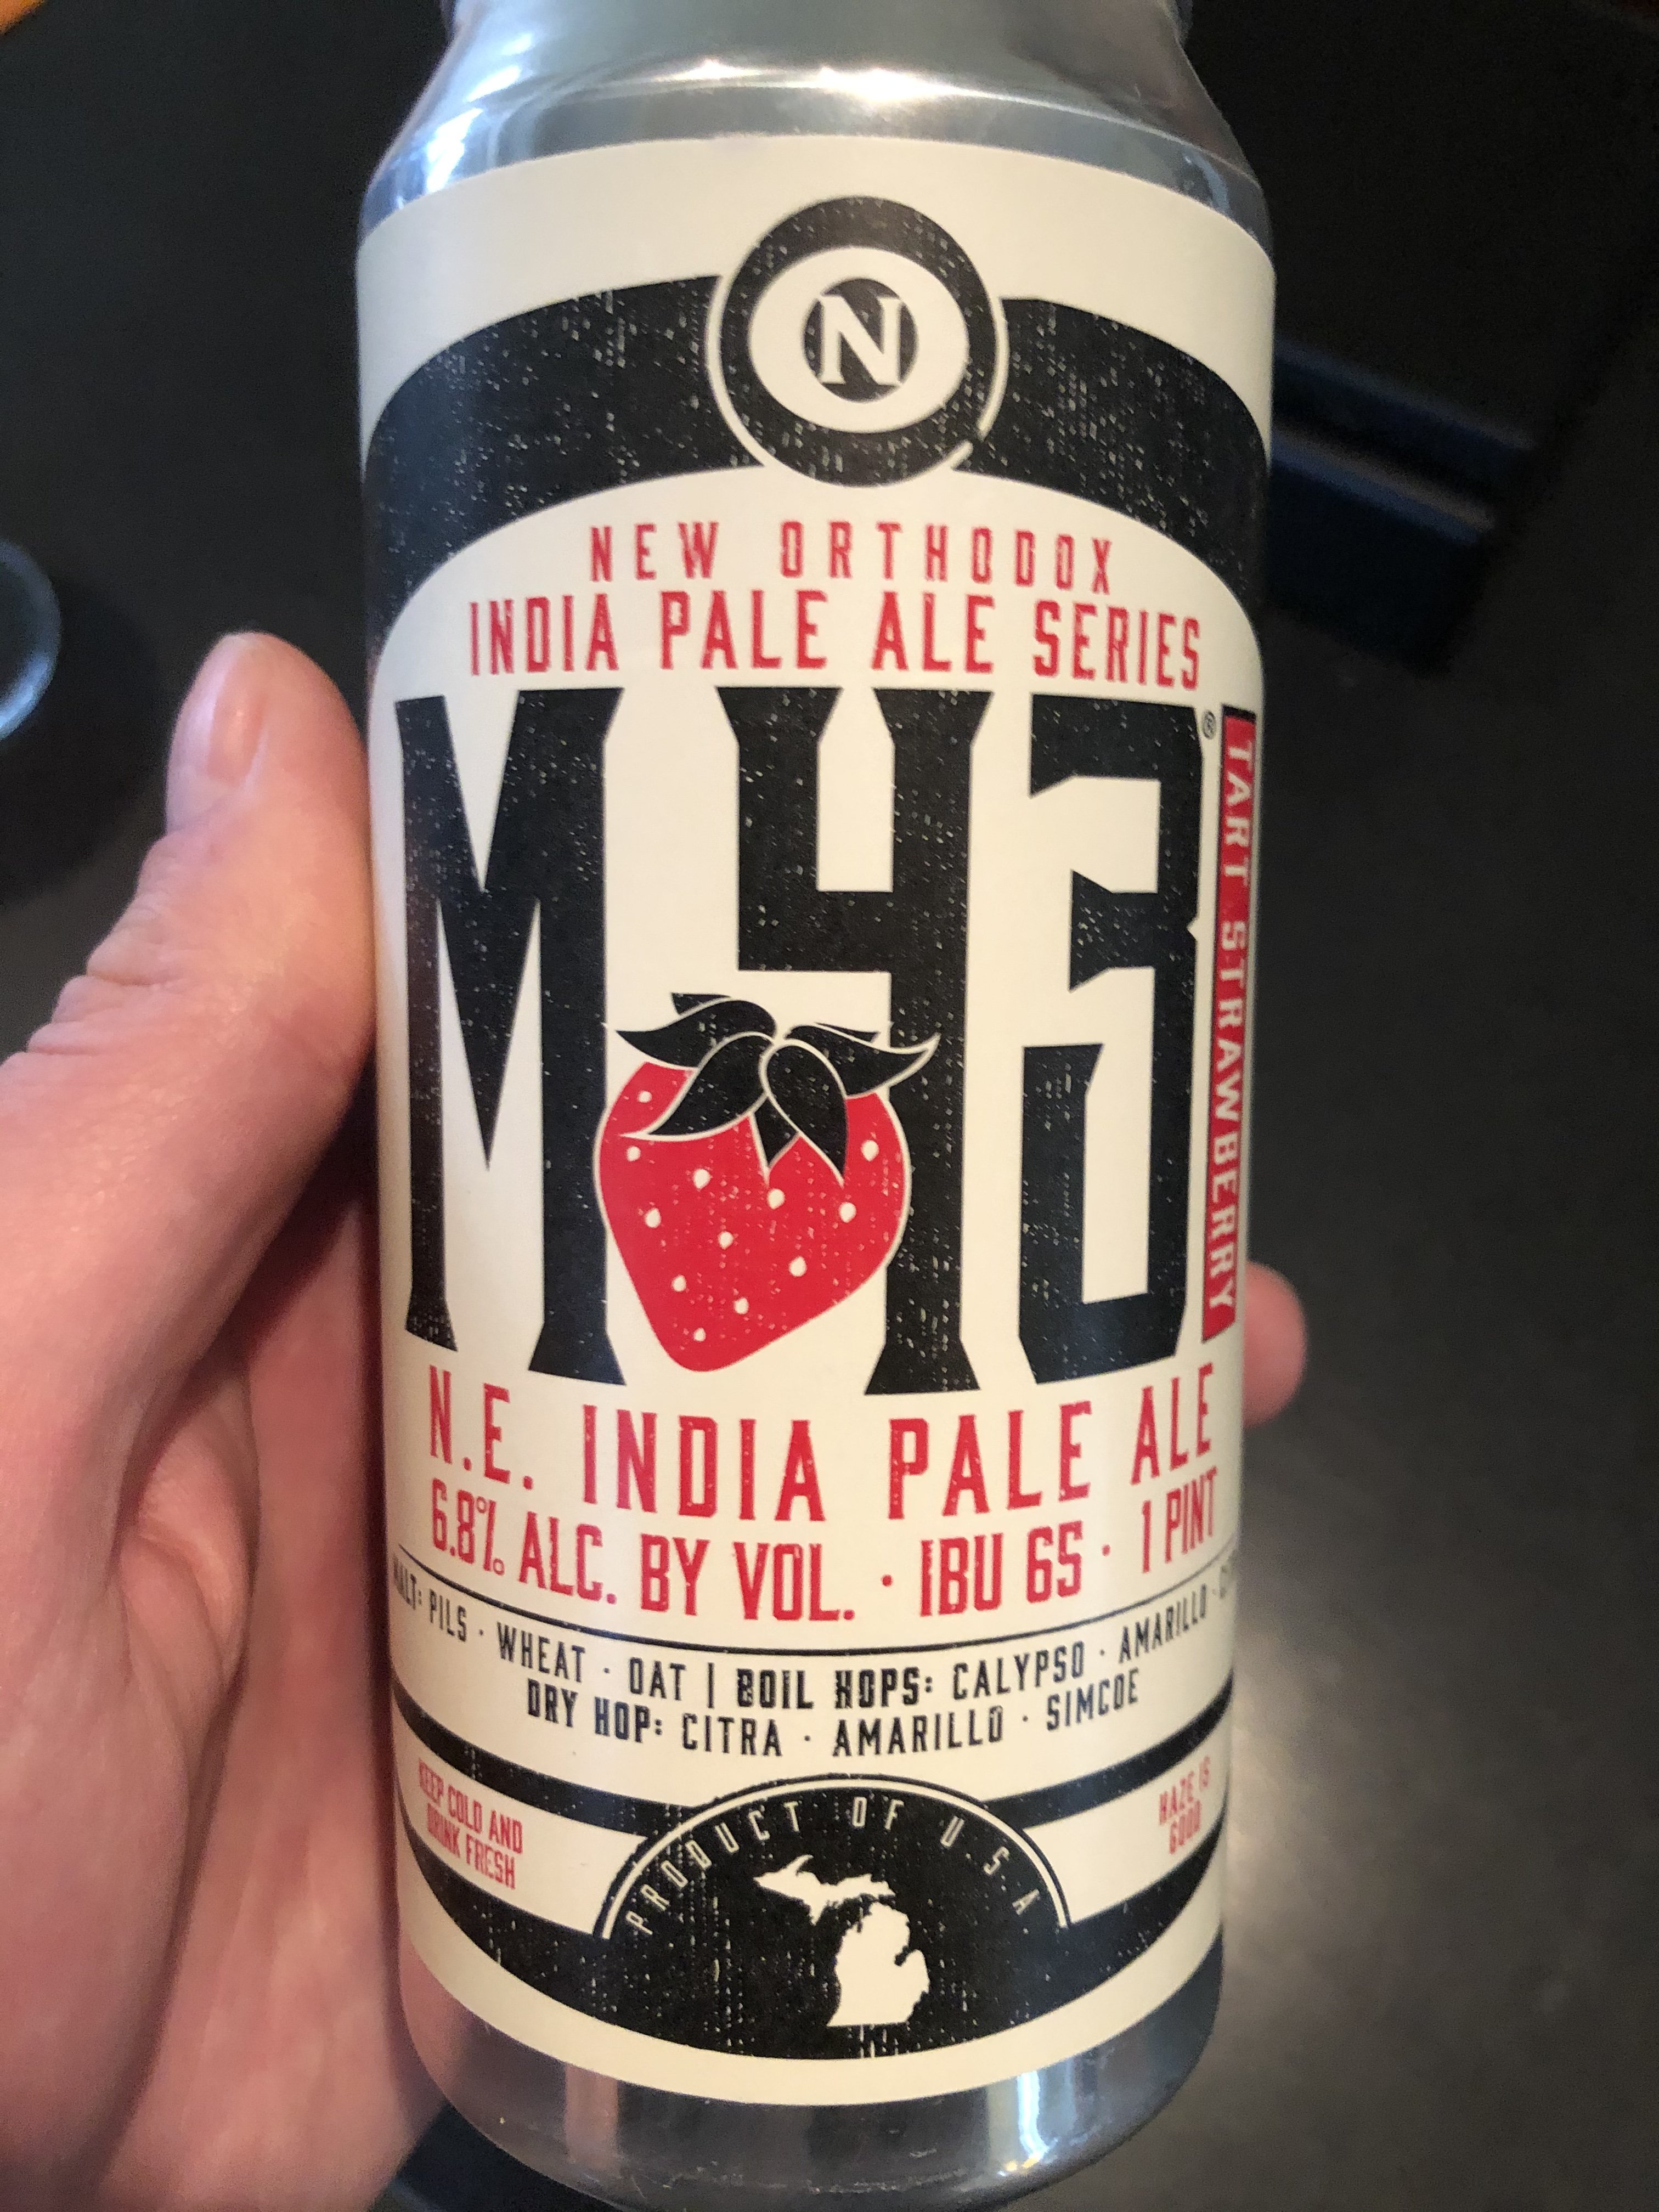 N
NEW ORTHODOX
INDIA PALE ALE SERIES
M43®
TART STRAWBERRY
N.E. INDIA PALE ALE
6.8% ALC. BY VOL. · IBU 65 · 1 PINT
MALT: PILS · WHEAT · OAT | BOIL HOPS: CALYPSO · AMARILLO ·
DRY HOP: CITRA · AMARILLO · SIMCOE
KEEP COLD AND
DRINK FRESH
PRODUCT OF U.S.A
HAZE IS
GOOD